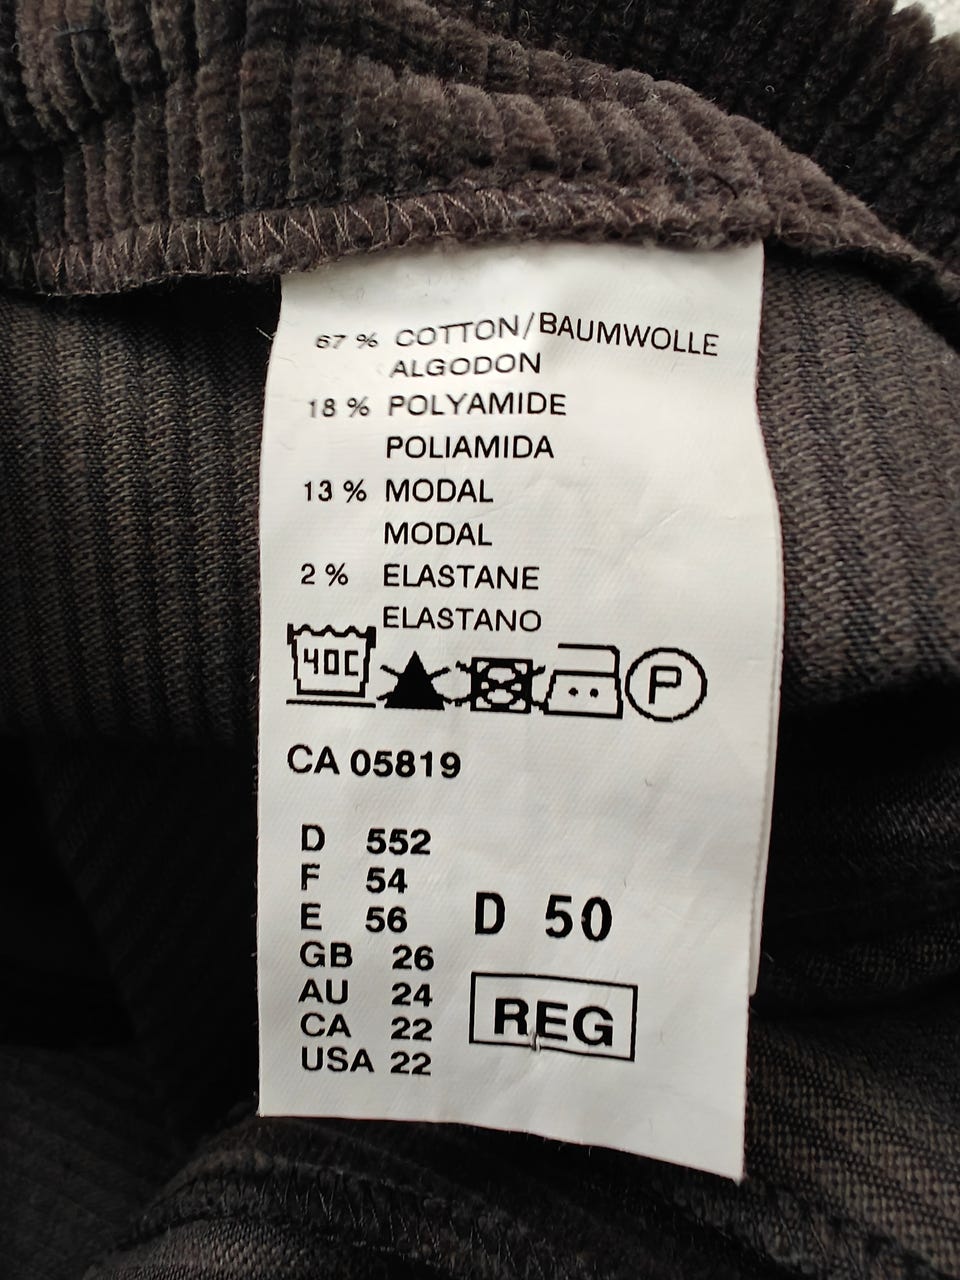 67 % COTTON/BAUMWOLLE
ALGODON
18 % POLYAMIDE
POLIAMIDA
13 % MODAL
MODAL
2 % ELASTANE
ELASTANO
40C P
CA 05819
D 552
F 54
E 56
GB 26
AU 24
CA 22
USA 22
D 50
REG